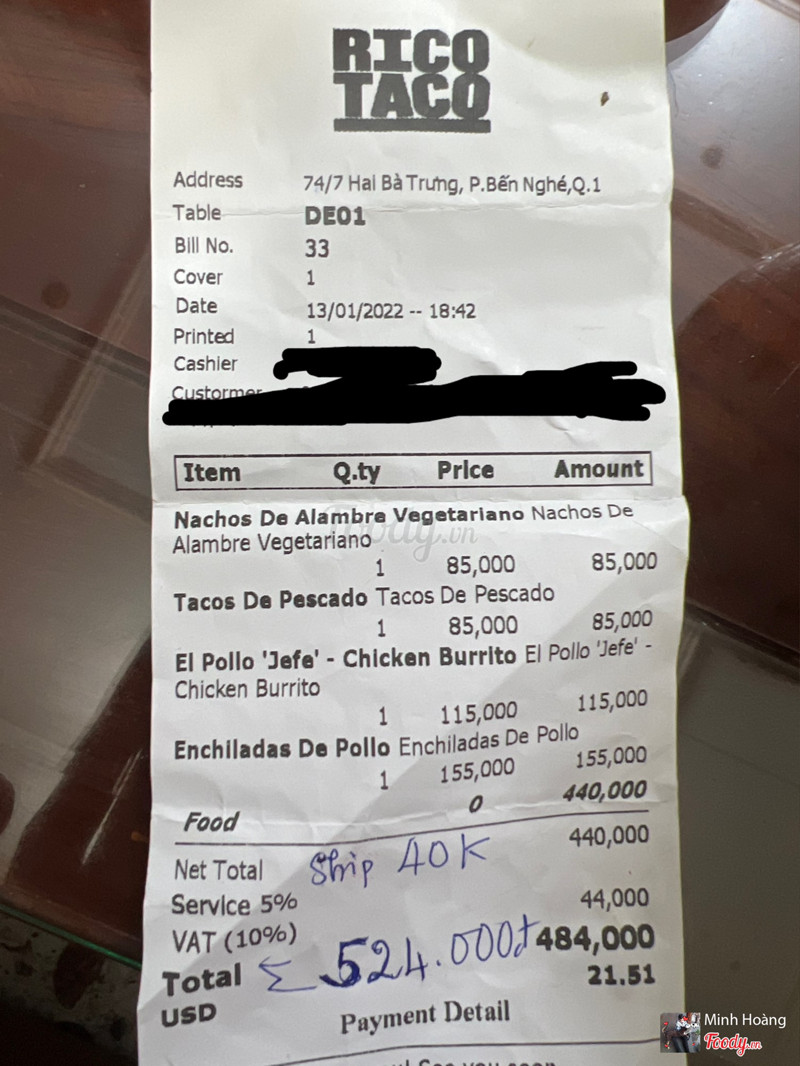 RICO
TACO
Address 74/7 Hai Bà Trưng, P.Bến Nghé,Q.1
Table DE01
Bill No. 33
Cover 1
Date 13/01/2022 -- 18:42
Printed 1
Cashier
Custormer
Item Q.ty Price Amount
Nachos De Alambre Vegetariano Nachos De
Alambre Vegetariano
1 85,000 85,000
Tacos De Pescado Tacos De Pescado
1 85,000 85,000
El Pollo 'Jefe' - Chicken Burrito El Pollo 'Jefe' -
Chicken Burrito
1 115,000 115,000
Enchiladas De Pollo Enchiladas De Pollo
1 155,000 155,000
Food 0 440,000
Net Total 440,000
Ship 40K
Service 5%
VAT (10%) 44,000
Total 484,000
Σ 524.000đ
USD 21.51
Payment Detail
Foody.vn
Minh Hoàng
Foody.vn